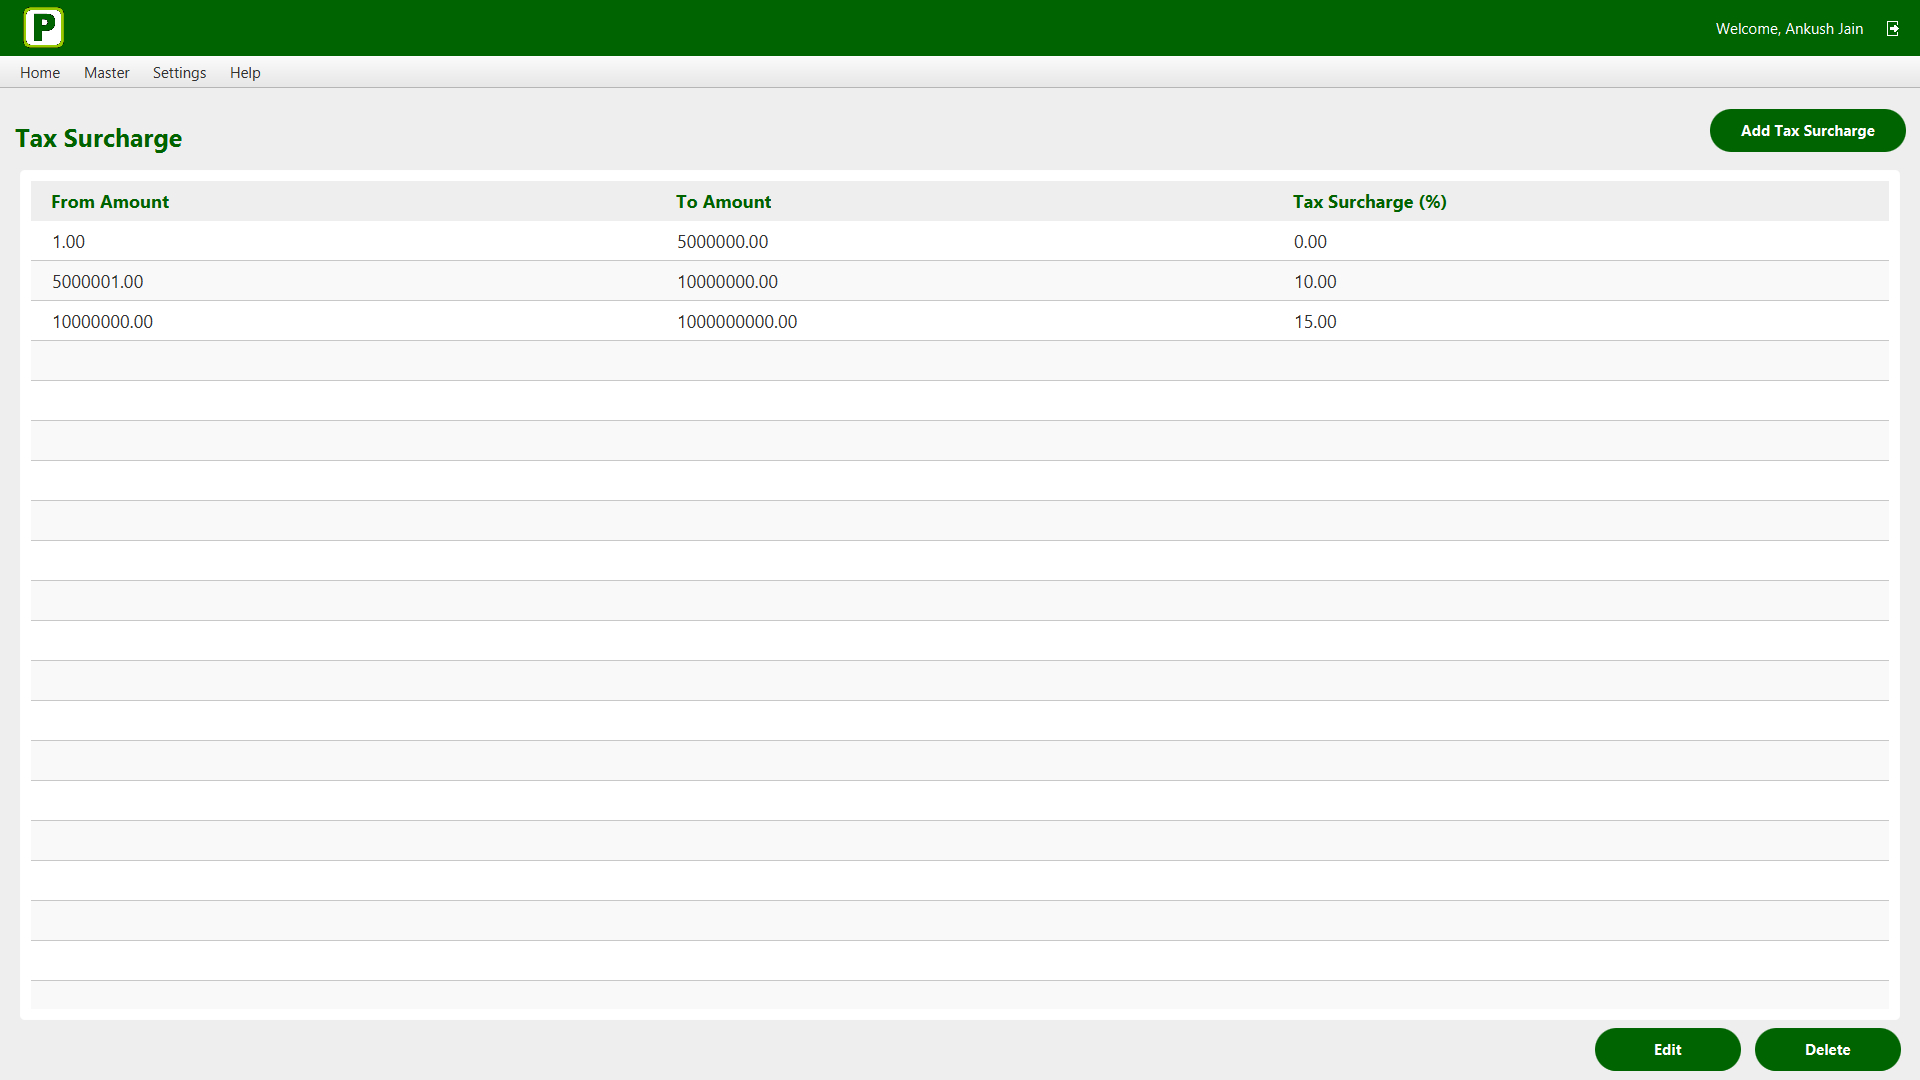 P
Welcome, Ankush Jain
Home Master Settings Help
Tax Surcharge
Add Tax Surcharge
From Amount To Amount Tax Surcharge (%)
1.00 5000000.00 0.00
5000001.00 10000000.00 10.00
10000000.00 1000000000.00 15.00
Edit Delete